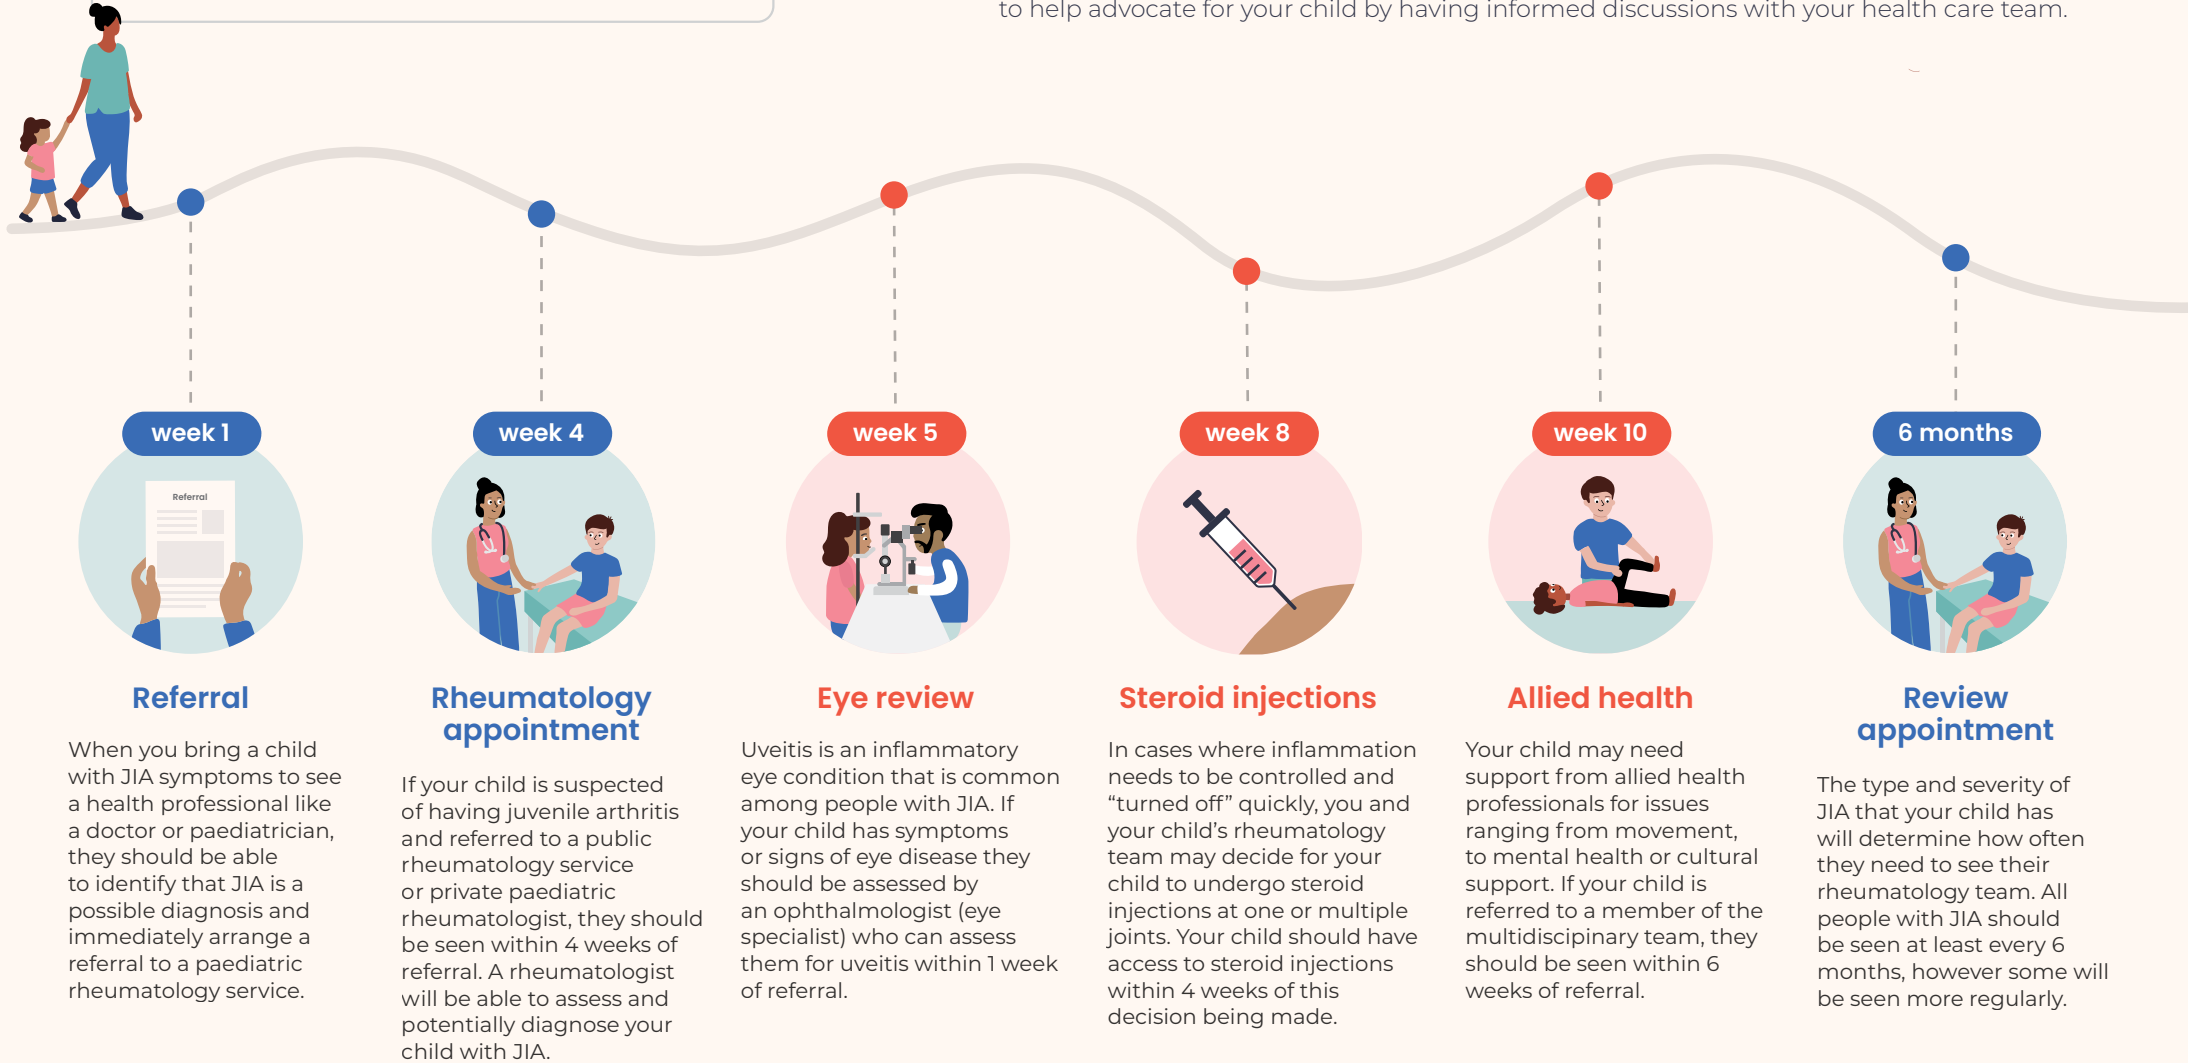 to help advocate for your child by having informed discussions with your health care team.
week 1
Referral
Referral
When you bring a child
with JIA symptoms to see
a health professional like
a doctor or paediatrician,
they should be able
to identify that JIA is a
possible diagnosis and
immediately arrange a
referral to a paediatric
rheumatology service.
week 4
Rheumatology
appointment
If your child is suspected
of having juvenile arthritis
and referred to a public
rheumatology service
or private paediatric
rheumatologist, they should
be seen within 4 weeks of
referral. A rheumatologist
will be able to assess and
potentially diagnose your
child with JIA.
week 5
Eye review
Uveitis is an inflammatory
eye condition that is common
among people with JIA. If
your child has symptoms
or signs of eye disease they
should be assessed by
an ophthalmologist (eye
specialist) who can assess
them for uveitis within 1 week
of referral.
week 8
Steroid injections
In cases where inflammation
needs to be controlled and
“turned off” quickly, you and
your child’s rheumatology
team may decide for your
child to undergo steroid
injections at one or multiple
joints. Your child should have
access to steroid injections
within 4 weeks of this
decision being made.
week 10
Allied health
Your child may need
support from allied health
professionals for issues
ranging from movement,
to mental health or cultural
support. If your child is
referred to a member of the
multidiscipinary team, they
should be seen within 6
weeks of referral.
6 months
Review
appointment
The type and severity of
JIA that your child has
will determine how often
they need to see their
rheumatology team. All
people with JIA should
be seen at least every 6
months, however some will
be seen more regularly.